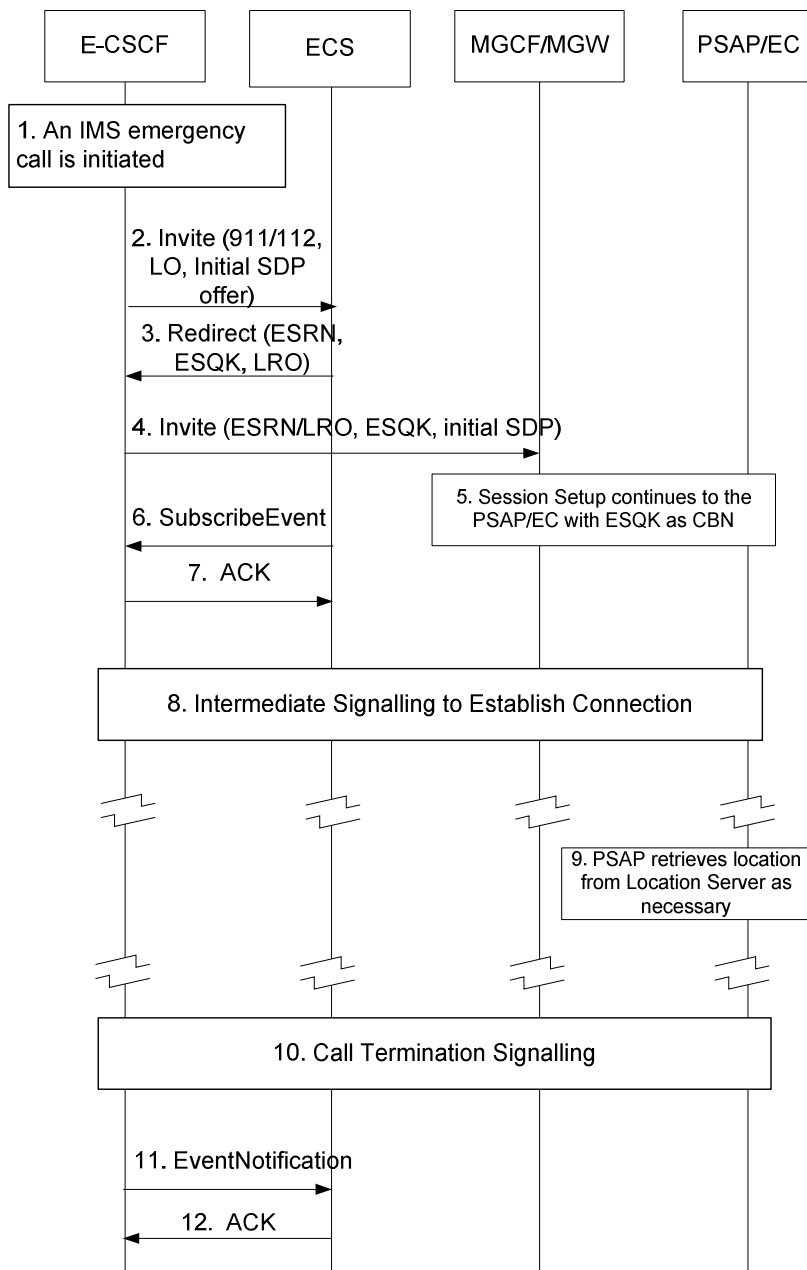 E-CSCF
ECS
MGCF/MGW
PSAP/EC
1. An IMS emergency
call is initiated
2. Invite (911/112,
LO, Initial SDP
offer)
3. Redirect (ESRN,
ESQK, LRO)
4. Invite (ESRN/LRO, ESQK, initial SDP)
5. Session Setup continues to the
PSAP/EC with ESQK as CBN
6. SubscribeEvent
7. ACK
8. Intermediate Signalling to Establish Connection
9. PSAP retrieves location
from Location Server as
necessary
10. Call Termination Signalling
11. EventNotification
12. ACK